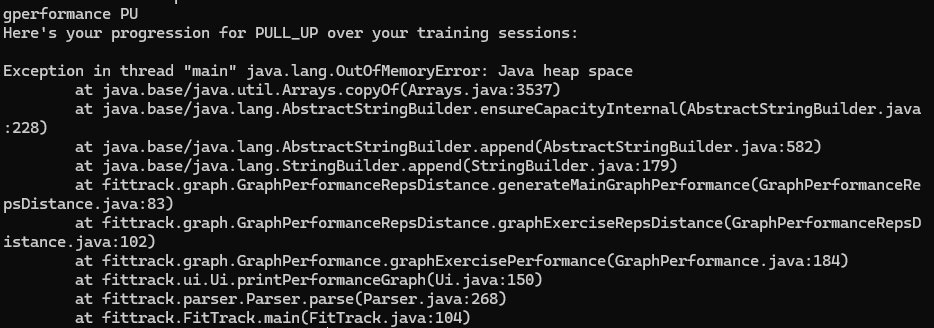 gperformance PU
Here's your progression for PULL_UP over your training sessions:
Exception in thread "main" java.lang.OutOfMemoryError: Java heap space
at java.base/java.util.Arrays.copyOf(Arrays.java:3537)
at java.base/java.lang.AbstractStringBuilder.ensureCapacityInternal(AbstractStringBuilder.java
:228)
at java.base/java.lang.AbstractStringBuilder.append(AbstractStringBuilder.java:582)
at java.base/java.lang.StringBuilder.append(StringBuilder.java:179)
at fittrack.graph.GraphPerformanceRepsDistance.generateMainGraphPerformance(GraphPerformanceRe
psDistance.java:83)
at fittrack.graph.GraphPerformanceRepsDistance.graphExerciseRepsDistance(GraphPerformanceRepsD
istance.java:102)
at fittrack.graph.GraphPerformance.graphExercisePerformance(GraphPerformance.java:184)
at fittrack.ui.Ui.printPerformanceGraph(Ui.java:150)
at fittrack.parser.Parser.parse(Parser.java:268)
at fittrack.FitTrack.main(FitTrack.java:104)